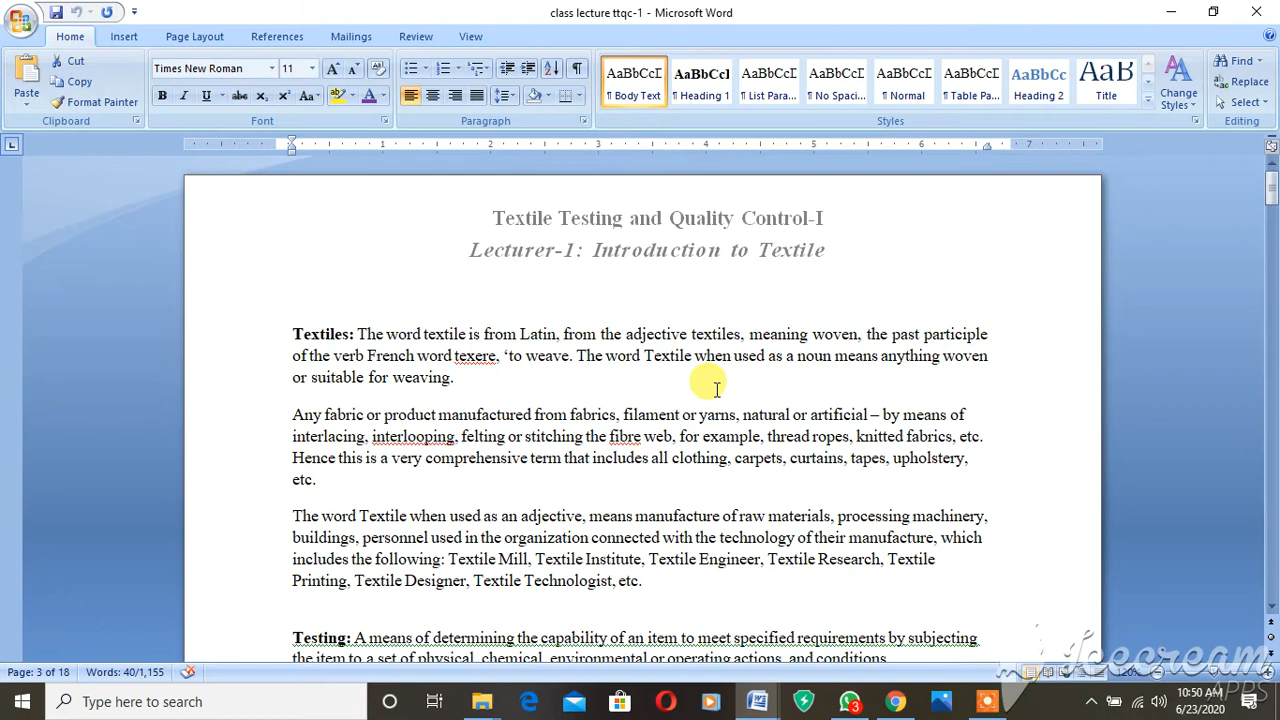 class lecture ttqc-1 - Microsoft Word
Home Insert Page Layout References Mailings Review View
Paste
Cut
Copy
Format Painter
Clipboard
Times New Roman 11
Font
Paragraph
AaBbCcI AaBbCcI AaBbCcI AaBbCcI AaBbCcI AaBbCcI AaBbCc AaB
¶ Body Text ¶ Heading 1 ¶ List Para... ¶ No Spaci... ¶ Normal ¶ Table Pa... Heading 2 Title
Change Styles
Styles
Find
Replace
Select
Editing
1 2 3 4 5 6 7
Textile Testing and Quality Control-I
Lecturer-1: Introduction to Textile
Textiles: The word textile is from Latin, from the adjective textiles, meaning woven, the past participle
of the verb French word texere, ‘to weave. The word Textile when used as a noun means anything woven
or suitable for weaving.
Any fabric or product manufactured from fabrics, filament or yarns, natural or artificial – by means of
interlacing, interlooping, felting or stitching the fibre web, for example, thread ropes, knitted fabrics, etc.
Hence this is a very comprehensive term that includes all clothing, carpets, curtains, tapes, upholstery,
etc.
The word Textile when used as an adjective, means manufacture of raw materials, processing machinery,
buildings, personnel used in the organization connected with the technology of their manufacture, which
includes the following: Textile Mill, Textile Institute, Textile Engineer, Textile Research, Textile
Printing, Textile Designer, Textile Technologist, etc.
Testing: A means of determining the capability of an item to meet specified requirements by subjecting
the item to a set of physical, chemical, environmental or operating actions, and conditions.
Page: 3 of 18 Words: 40/1,155 120%
Icecream
APPS
Type here to search
3
10:50 AM
6/23/2020